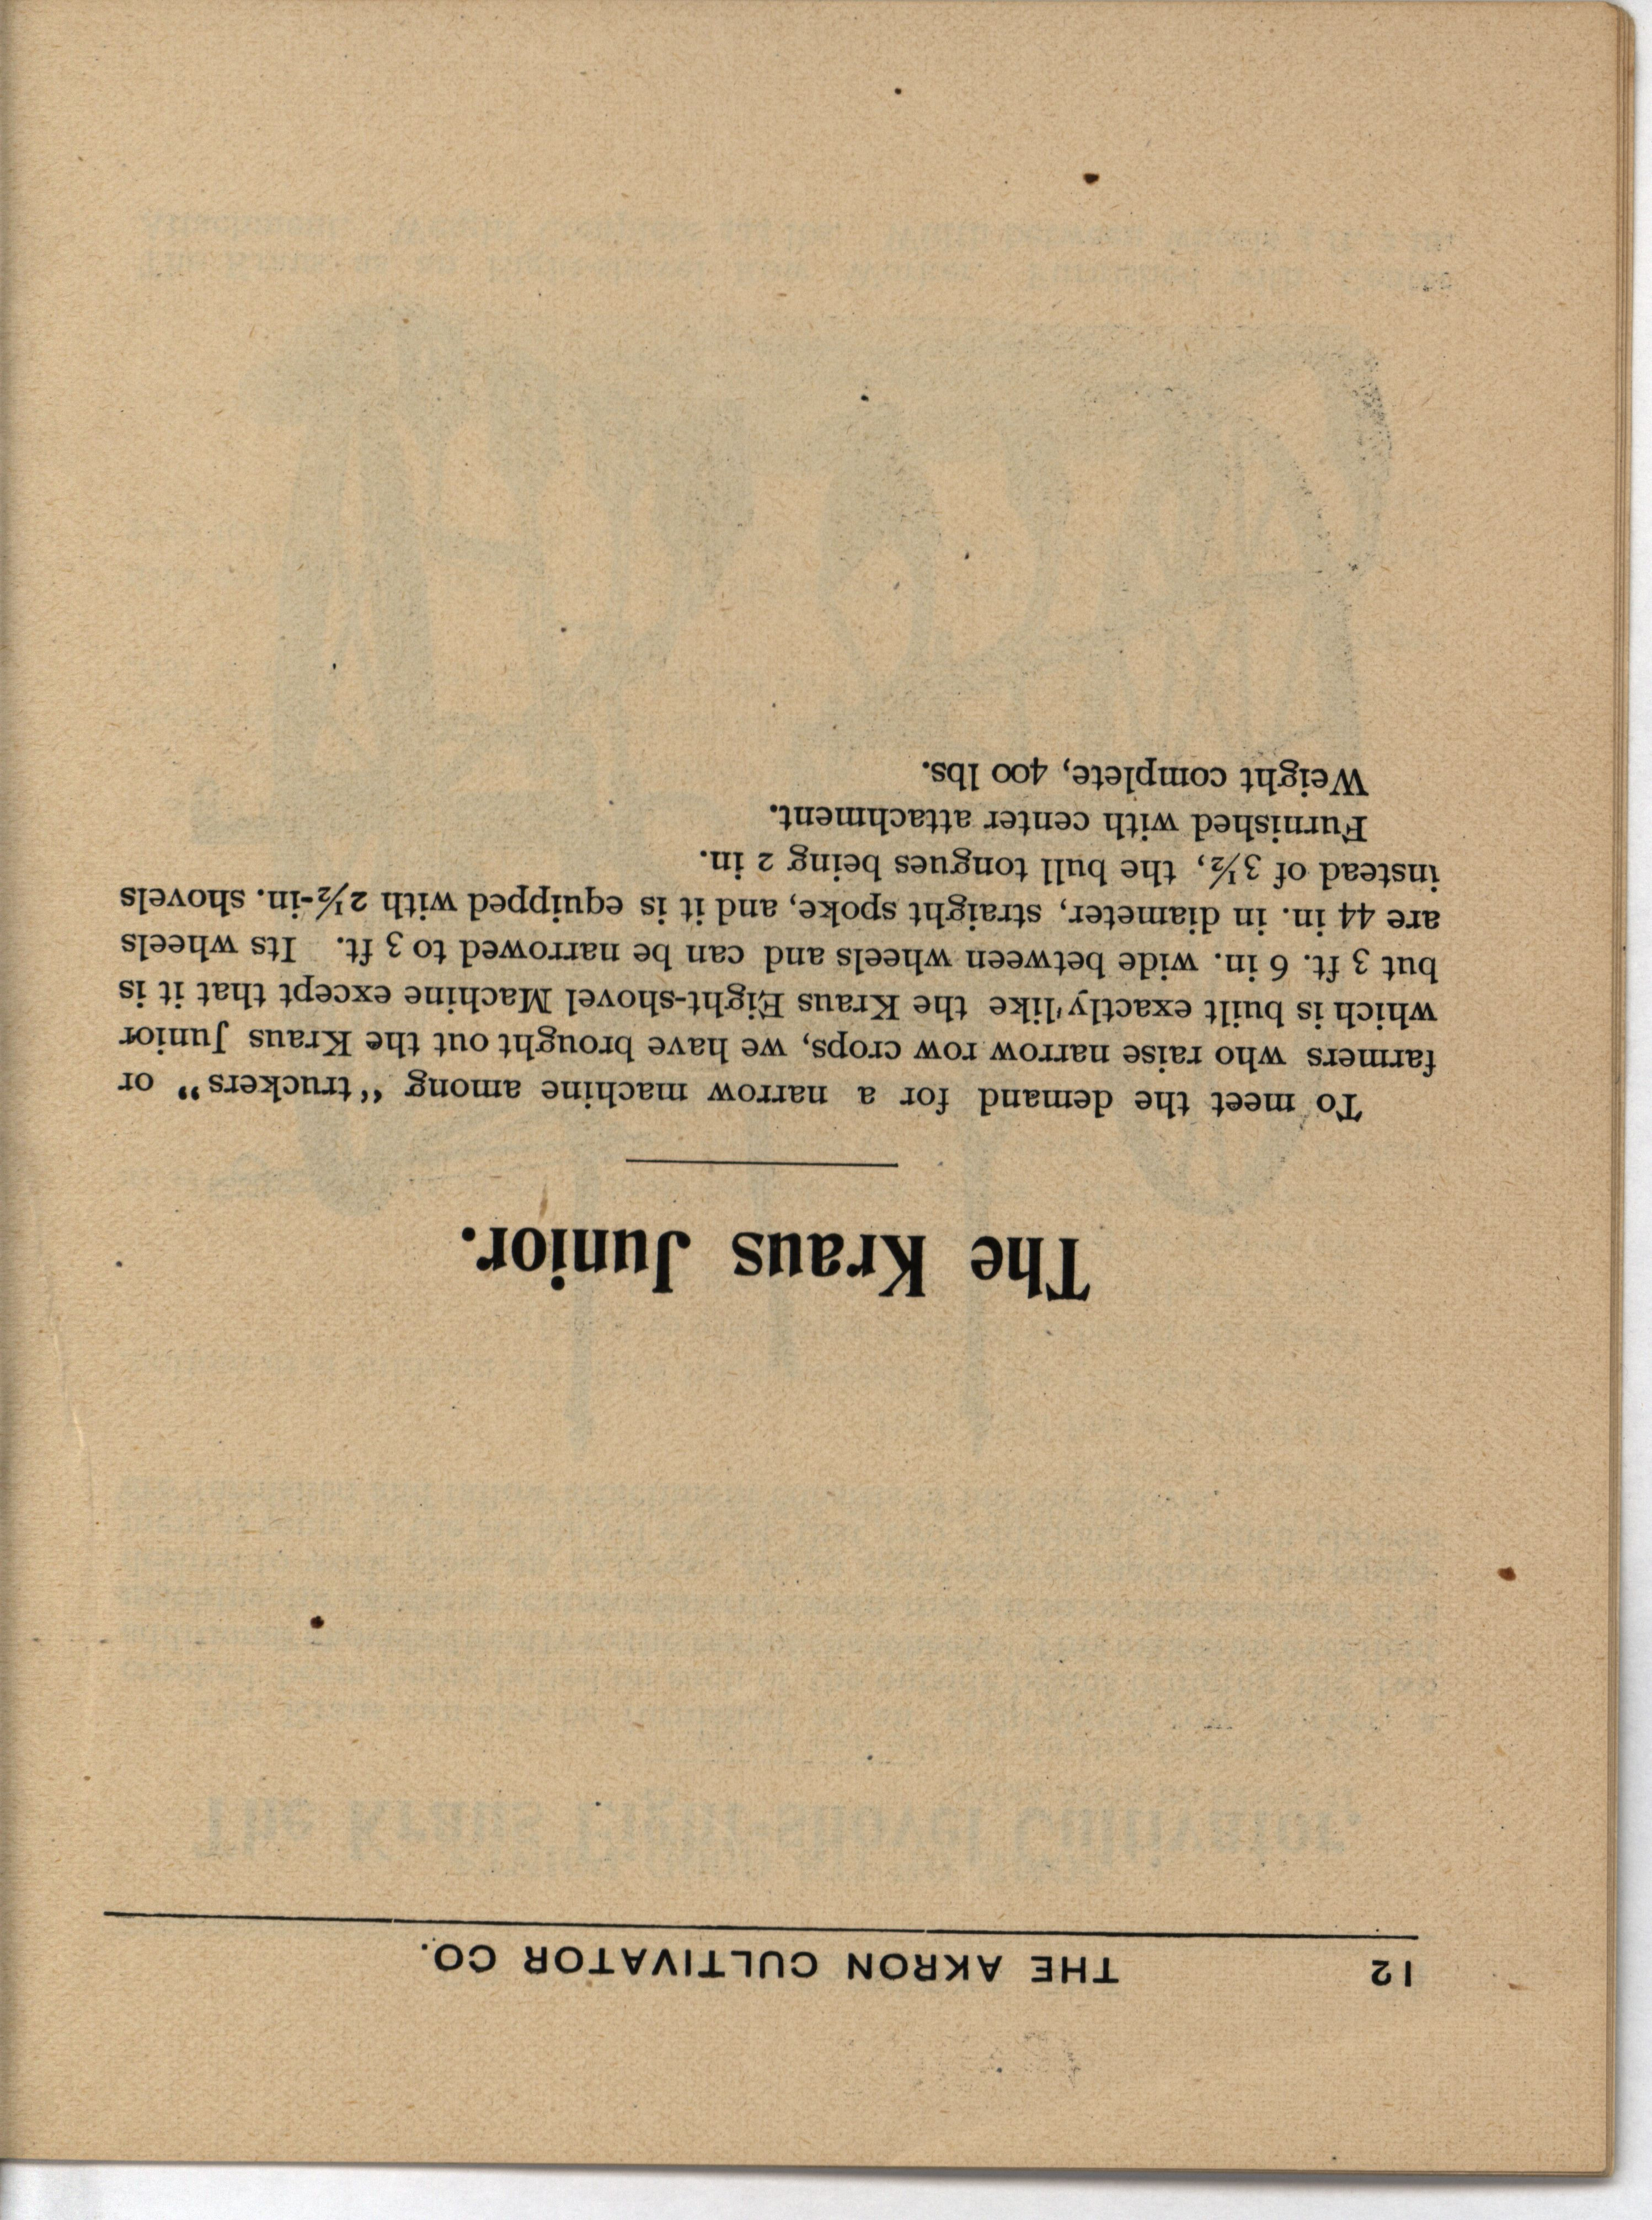 12 THE AKRON CULTIVATOR CO.
The Kraus Junior.
To meet the demand for a narrow machine among "truckers" or
farmers who raise narrow row crops, we have brought out the Kraus Junior
which is built exactly like the Kraus Eight-shovel Machine except that it is
but 3 ft. 6 in. wide between wheels and can be narrowed to 3 ft. Its wheels
are 44 in. in diameter, straight spoke, and it is equipped with 2½-in. shovels
instead of 3½, the bull tongues being 2 in.
Furnished with center attachment.
Weight complete, 400 lbs.